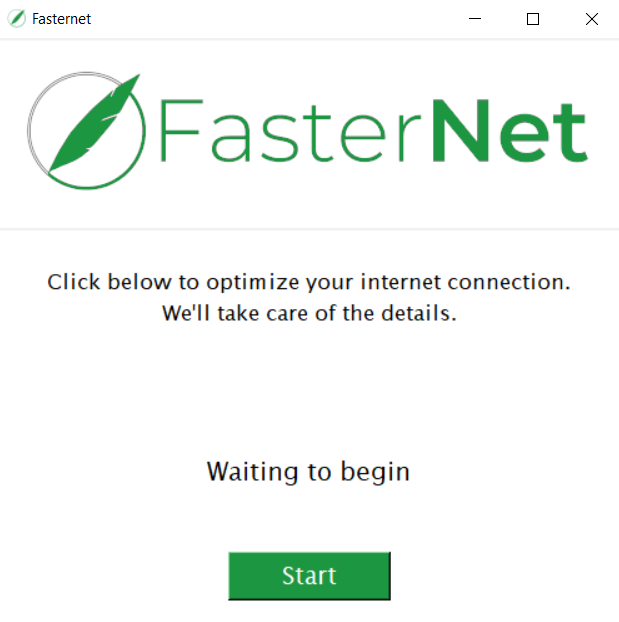 Fasternet
FasterNet
Click below to optimize your internet connection.
We'll take care of the details.
Waiting to begin
Start